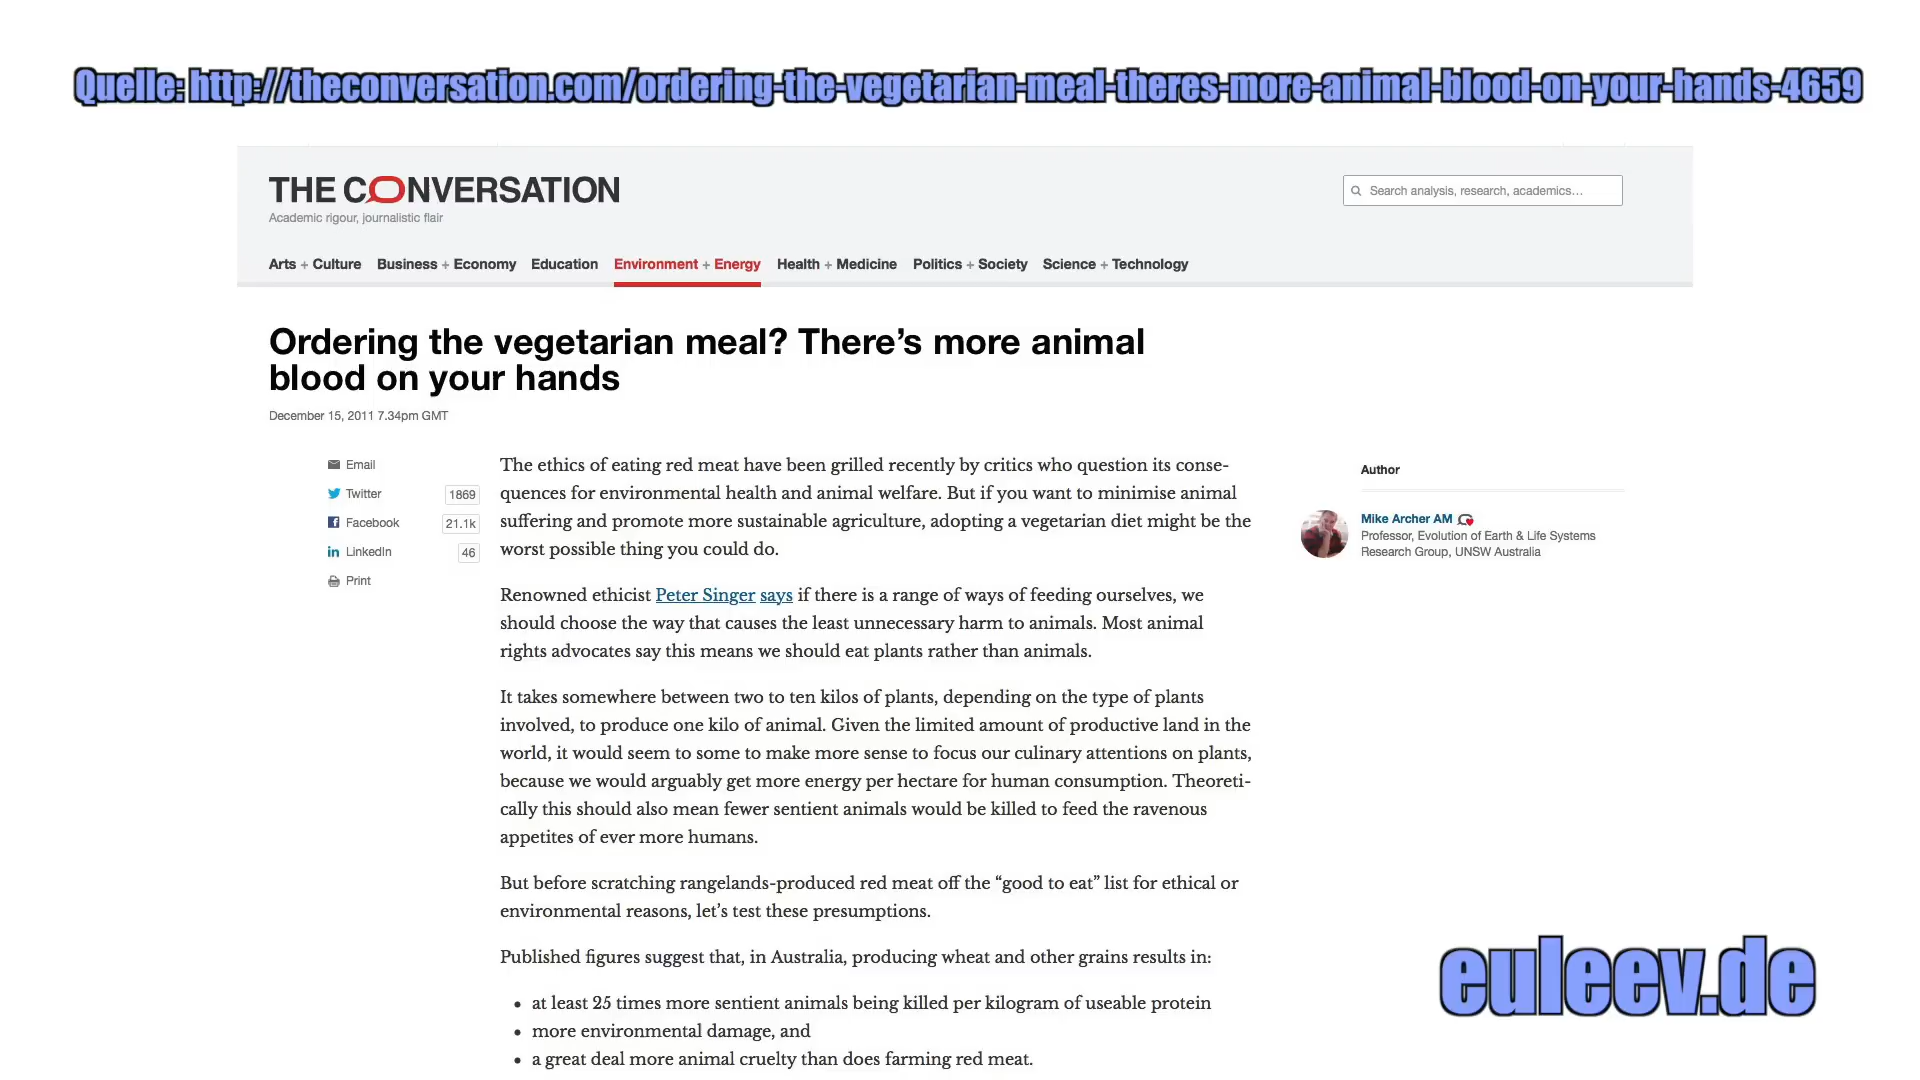 Quelle: http://theconversation.com/ordering-the-vegetarian-meal-theres-more-animal-blood-on-your-hands-4659
THE CONVERSATION
Academic rigour, journalistic flair
Search analysis, research, academics...
Arts + Culture Business + Economy Education Environment + Energy Health + Medicine Politics + Society Science + Technology
Ordering the vegetarian meal? There’s more animal
blood on your hands
December 15, 2011 7.34pm GMT
Email
Twitter 1869
Facebook 21.1k
LinkedIn 46
Print
The ethics of eating red meat have been grilled recently by critics who question its conse-
quences for environmental health and animal welfare. But if you want to minimise animal
suffering and promote more sustainable agriculture, adopting a vegetarian diet might be the
worst possible thing you could do.
Renowned ethicist Peter Singer says if there is a range of ways of feeding ourselves, we
should choose the way that causes the least unnecessary harm to animals. Most animal
rights advocates say this means we should eat plants rather than animals.
It takes somewhere between two to ten kilos of plants, depending on the type of plants
involved, to produce one kilo of animal. Given the limited amount of productive land in the
world, it would seem to some to make more sense to focus our culinary attentions on plants,
because we would arguably get more energy per hectare for human consumption. Theoreti-
cally this should also mean fewer sentient animals would be killed to feed the ravenous
appetites of ever more humans.
But before scratching rangelands-produced red meat off the “good to eat” list for ethical or
environmental reasons, let’s test these presumptions.
Published figures suggest that, in Australia, producing wheat and other grains results in:
• at least 25 times more sentient animals being killed per kilogram of useable protein
• more environmental damage, and
• a great deal more animal cruelty than does farming red meat.
Author
Mike Archer AM
Professor, Evolution of Earth & Life Systems
Research Group, UNSW Australia
euleev.de